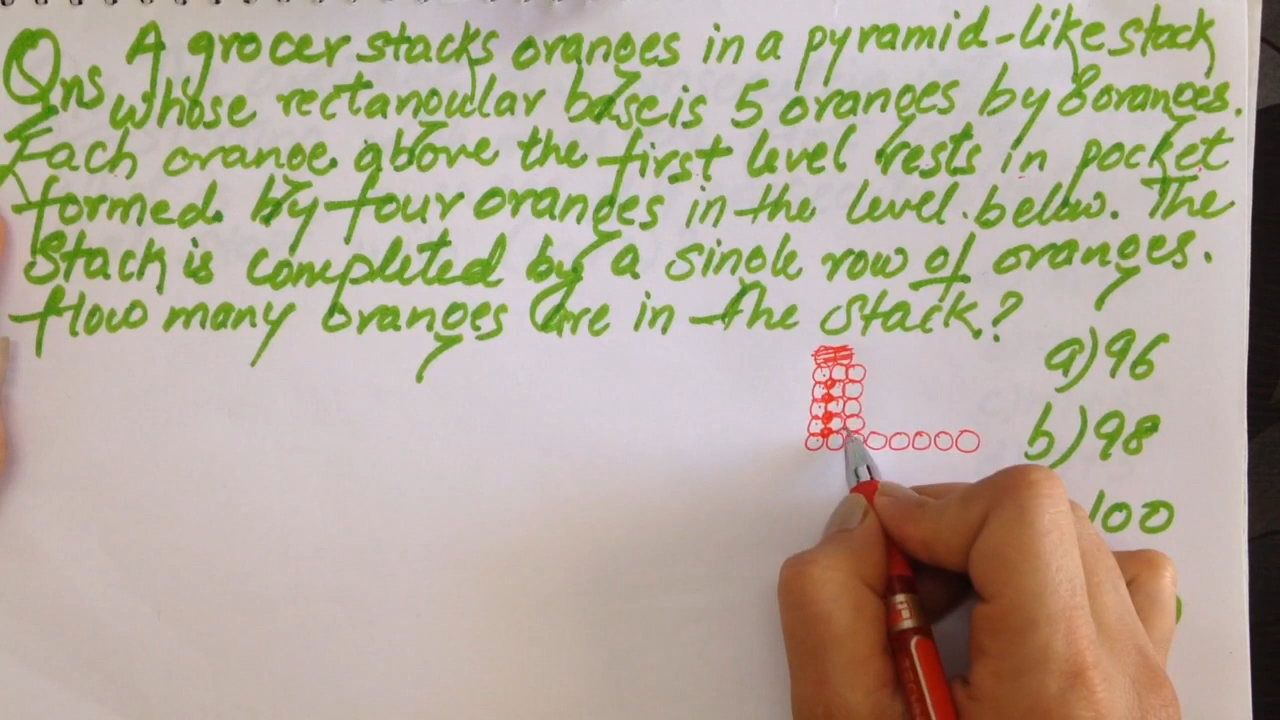 Qns A grocer stacks oranges in a pyramid-like stack
whose rectangular base is 5 oranges by 8 oranges.
Each orange above the first level rests in pocket
formed by four oranges in the level below. The
stack is completed by a single row of oranges.
How many oranges are in the stack?
a) 96
b) 98
100